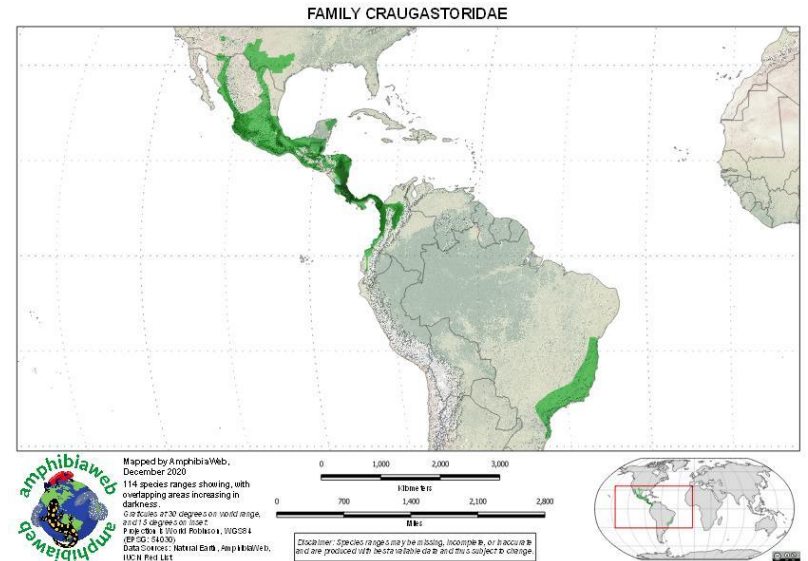 FAMILY CRAUGASTORIDAE
amphibiaweb
amphibiaweb
Mapped by AmphibiaWeb,
December 2020
114 species ranges showing, with
overlapping areas increasing in
darkness.
Graticules at 30 degrees on world range,
and 15 degrees on inset
Projection is World Robinson, WGS84
(EPSG: 54030)
Data Sources: Natural Earth, AmphibiaWeb,
IUCN Red List
0 1,000 2,000 3,000
Kilometers
0 700 1,400 2,100 2,800
Miles
Disclaimer: Species ranges may be missing, incomplete, or inaccurate
and are produced with best available data and thus subject to change.